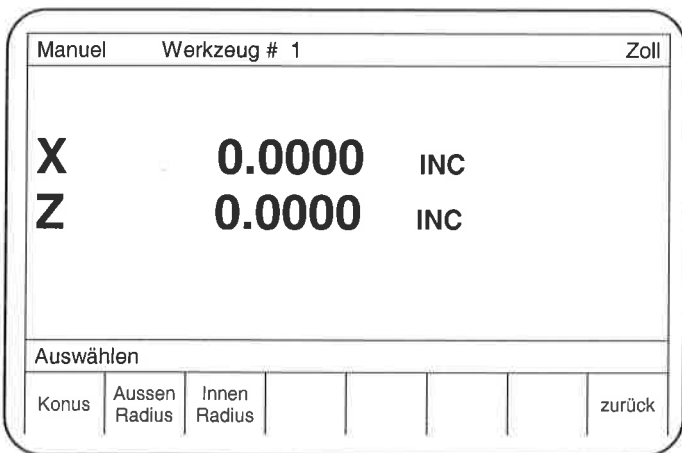 Manuel Werkzeug # 1 Zoll
X 0.0000 INC
Z 0.0000 INC
Auswählen
Konus Aussen Radius Innen Radius zurück